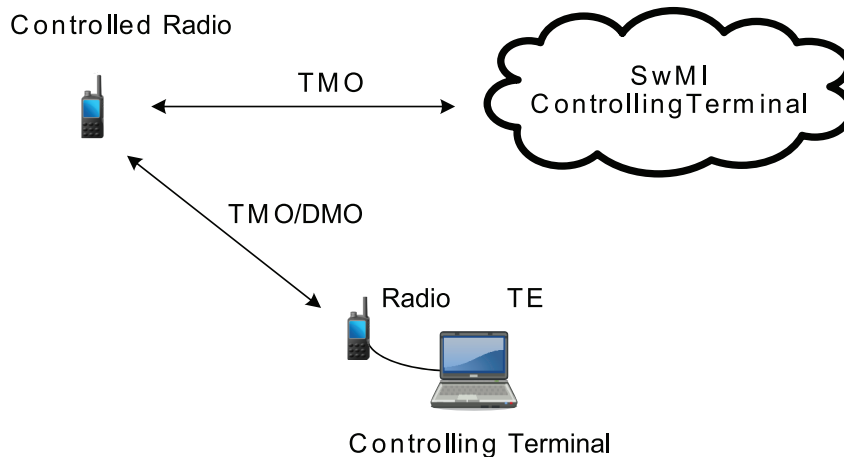 Controlled Radio
TMO
SwMI
ControllingTerminal
TMO/DMO
Radio TE
Controlling Terminal